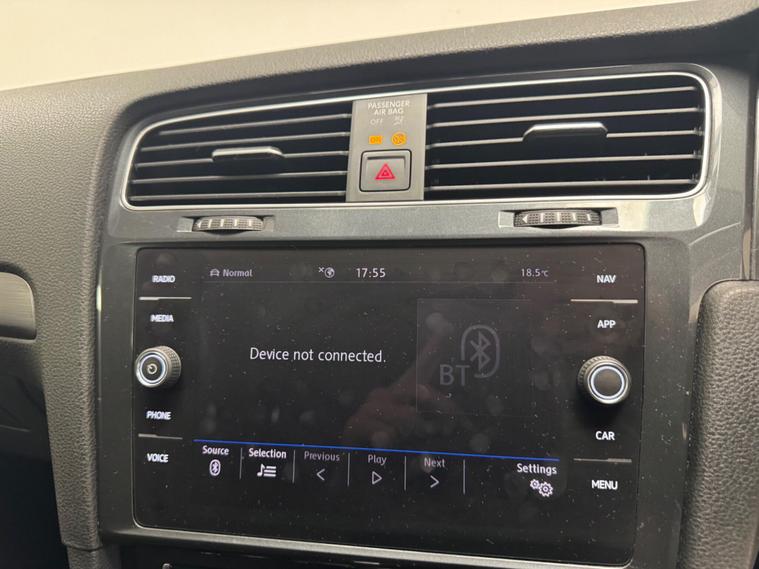 PASSENGER
AIR BAG
OFF
ON
RADIO
Normal
17:55
18.5°C
NAV
MEDIA
APP
Device not connected.
BT
PHONE
CAR
VOICE
Source
Selection
Previous
Play
Next
Settings
MENU